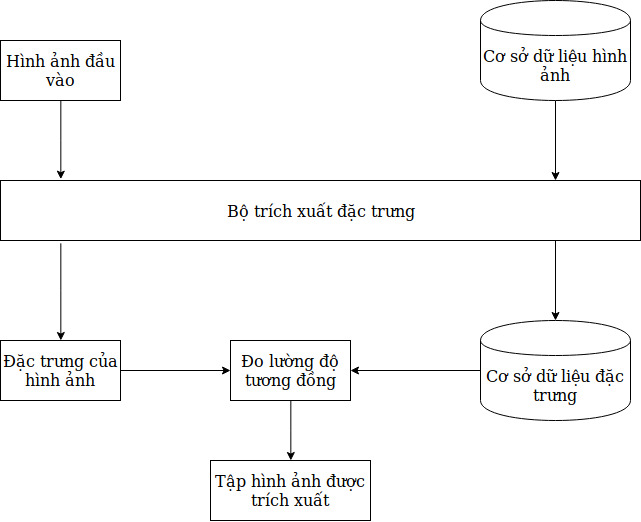 Hình ảnh đầu
vào
Cơ sở dữ liệu hình
ảnh
Bộ trích xuất đặc trưng
Đặc trưng của
hình ảnh
Đo lường độ
tương đồng
Cơ sở dữ liệu đặc
trưng
Tập hình ảnh được
trích xuất